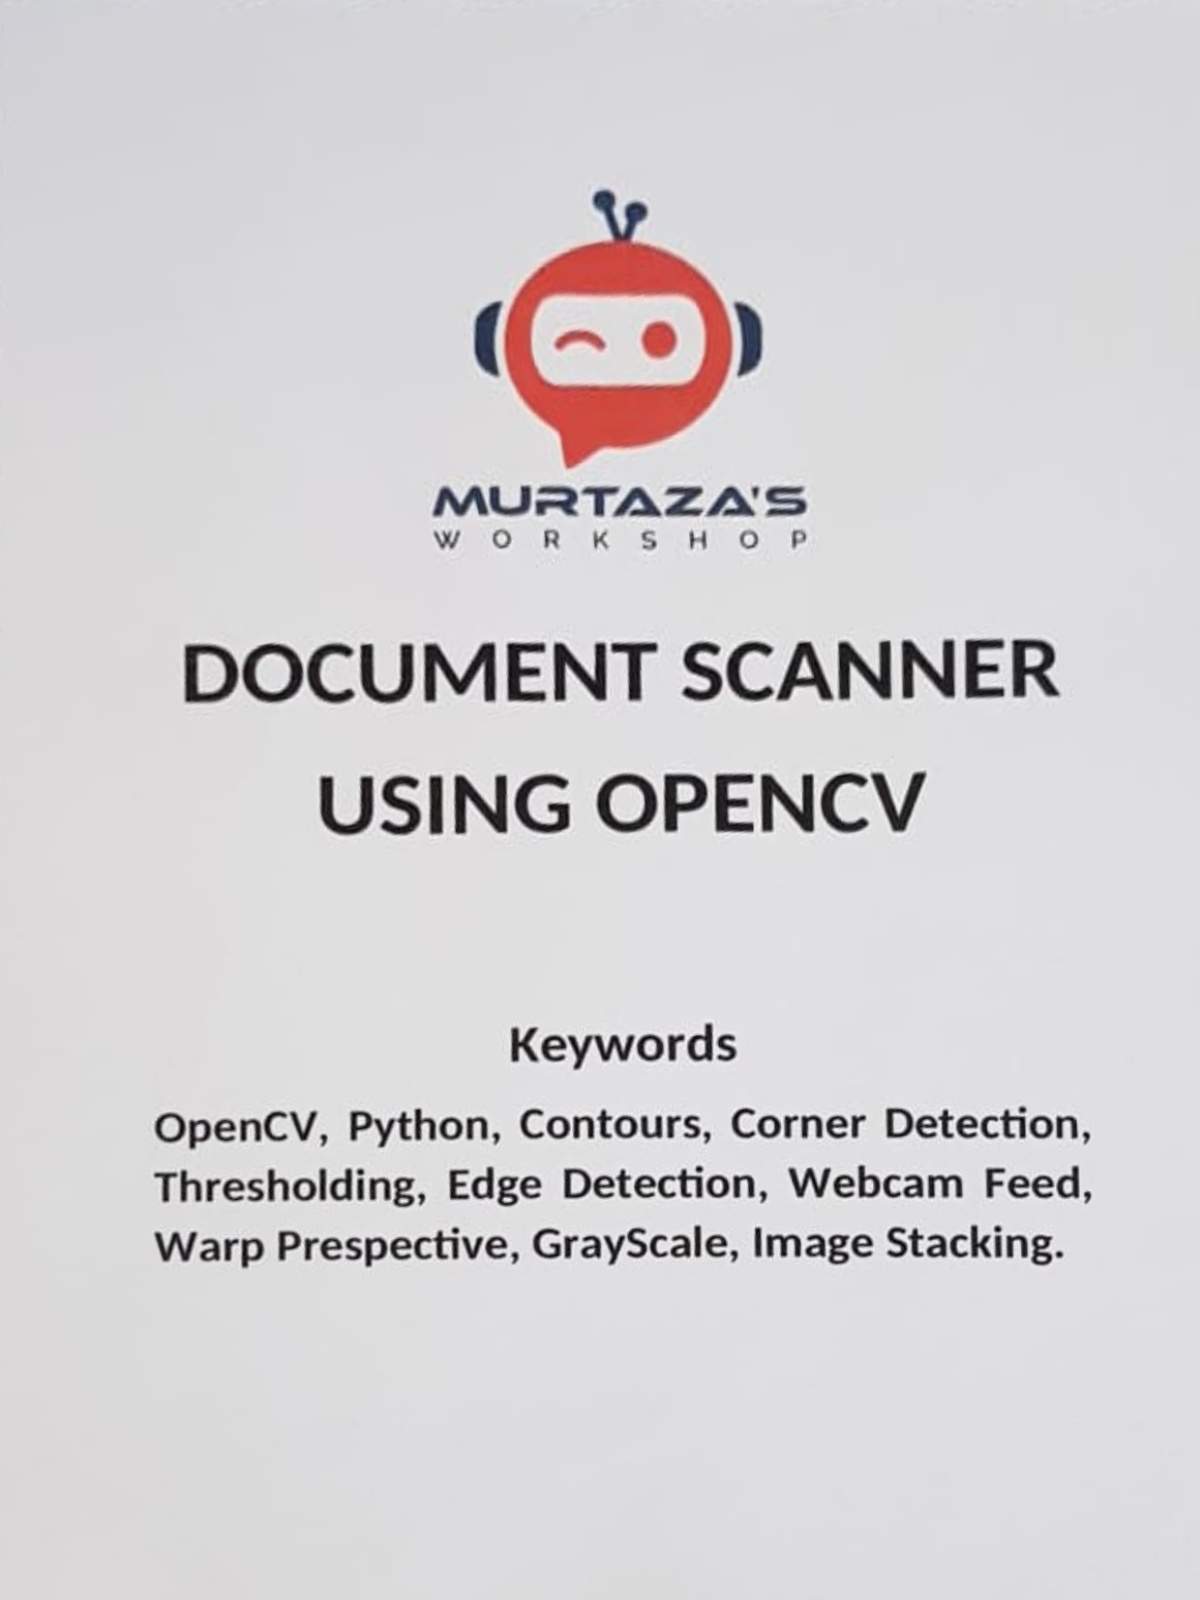 MURTAZA'S
WORKSHOP
DOCUMENT SCANNER
USING OPENCV
Keywords
OpenCV, Python, Contours, Corner Detection,
Thresholding, Edge Detection, Webcam Feed,
Warp Prespective, GrayScale, Image Stacking.